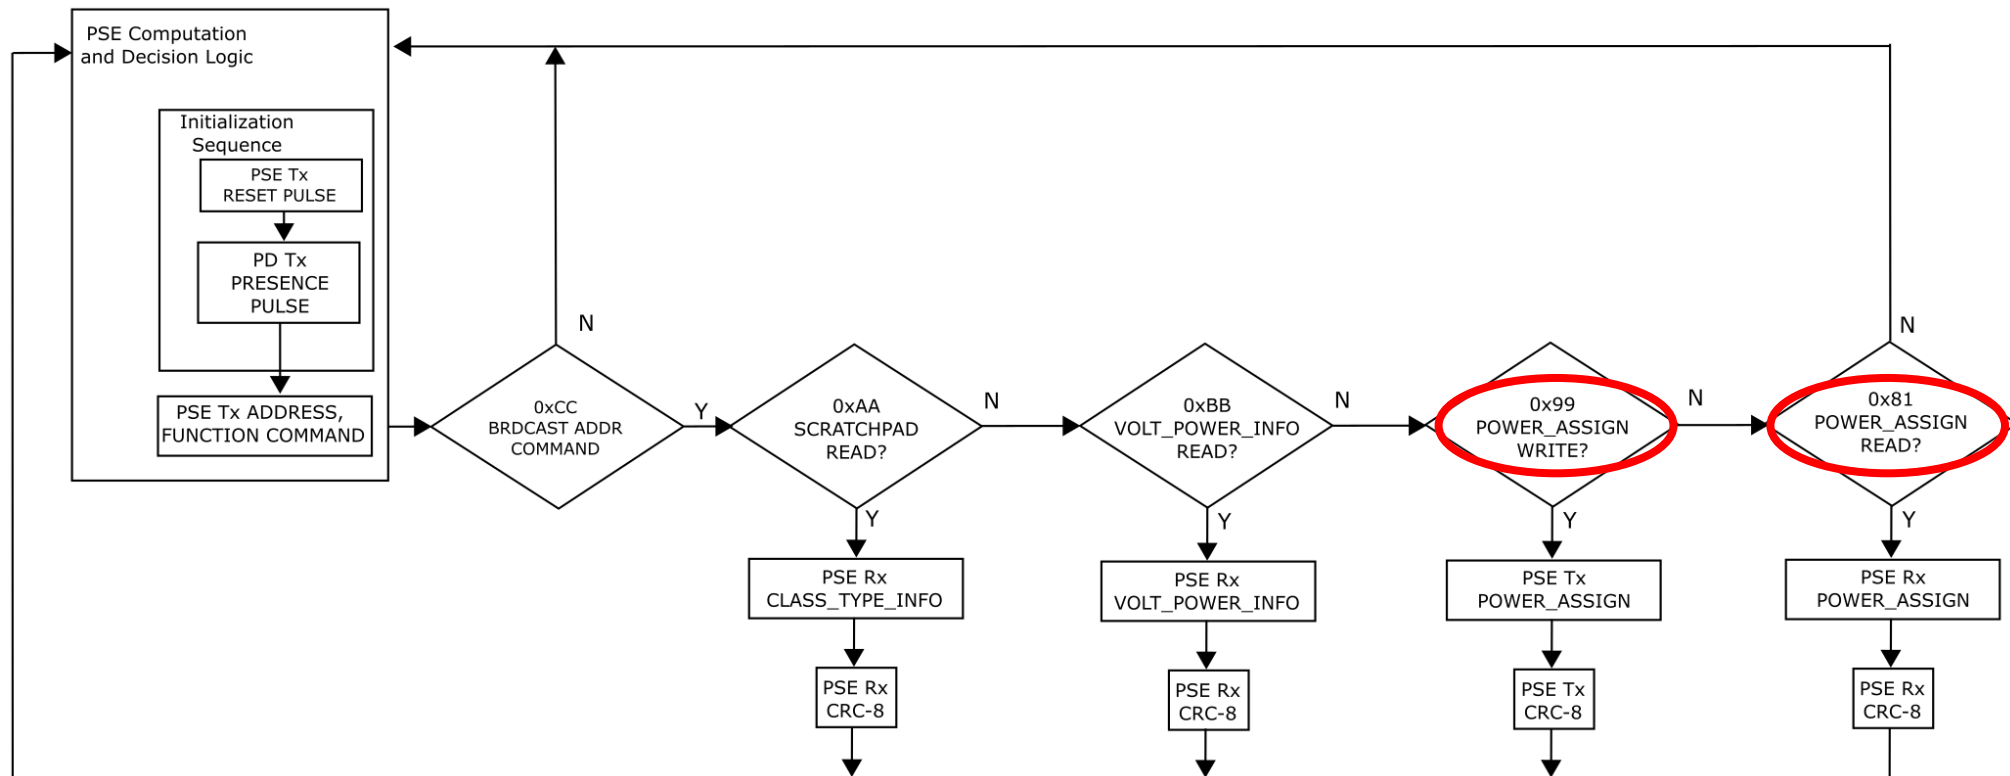 PSE Computation
and Decision Logic
Initialization
Sequence
PSE Tx
RESET PULSE
PD Tx
PRESENCE
PULSE
PSE Tx ADDRESS,
FUNCTION COMMAND
N
0xCC
BRDCAST ADDR
COMMAND
Y
0xAA
SCRATCHPAD
READ?
N
Y
PSE Rx
CLASS_TYPE_INFO
PSE Rx
CRC-8
0xBB
VOLT_POWER_INFO
READ?
N
Y
PSE Rx
VOLT_POWER_INFO
PSE Rx
CRC-8
0x99
POWER_ASSIGN
WRITE?
N
Y
PSE Tx
POWER_ASSIGN
PSE Tx
CRC-8
N
0x81
POWER_ASSIGN
READ?
Y
PSE Rx
POWER_ASSIGN
PSE Rx
CRC-8